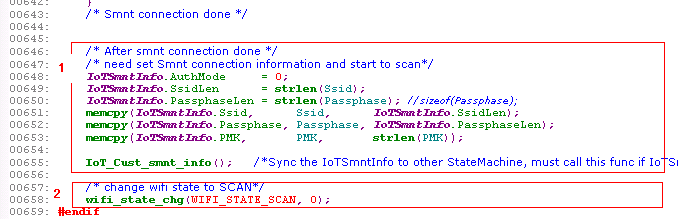 00642: }
00643: /* Smnt connection done */
00644:
00645:
00646: /* After smnt connection done */
1
00647: /* need set Smnt connection information and start to scan*/
00648: IoTSmntInfo.AuthMode = 0;
00649: IoTSmntInfo.SsidLen = strlen(Ssid);
00650: IoTSmntInfo.PassphaseLen = strlen(Passphase); //sizeof(Passphase);
00651: memcpy(IoTSmntInfo.Ssid, Ssid, IoTSmntInfo.SsidLen);
00652: memcpy(IoTSmntInfo.Passphase, Passphase, IoTSmntInfo.PassphaseLen);
00653: memcpy(IoTSmntInfo.PMK, PMK, strlen(PMK));
00654:
00655: IoT_Cust_smnt_info(); /*Sync the IoTSmntInfo to other StateMachine, must call this func if IoTS
00656:
00657: /* change wifi state to SCAN*/
2
00658: wifi_state_chg(WIFI_STATE_SCAN, 0);
00659: #endif